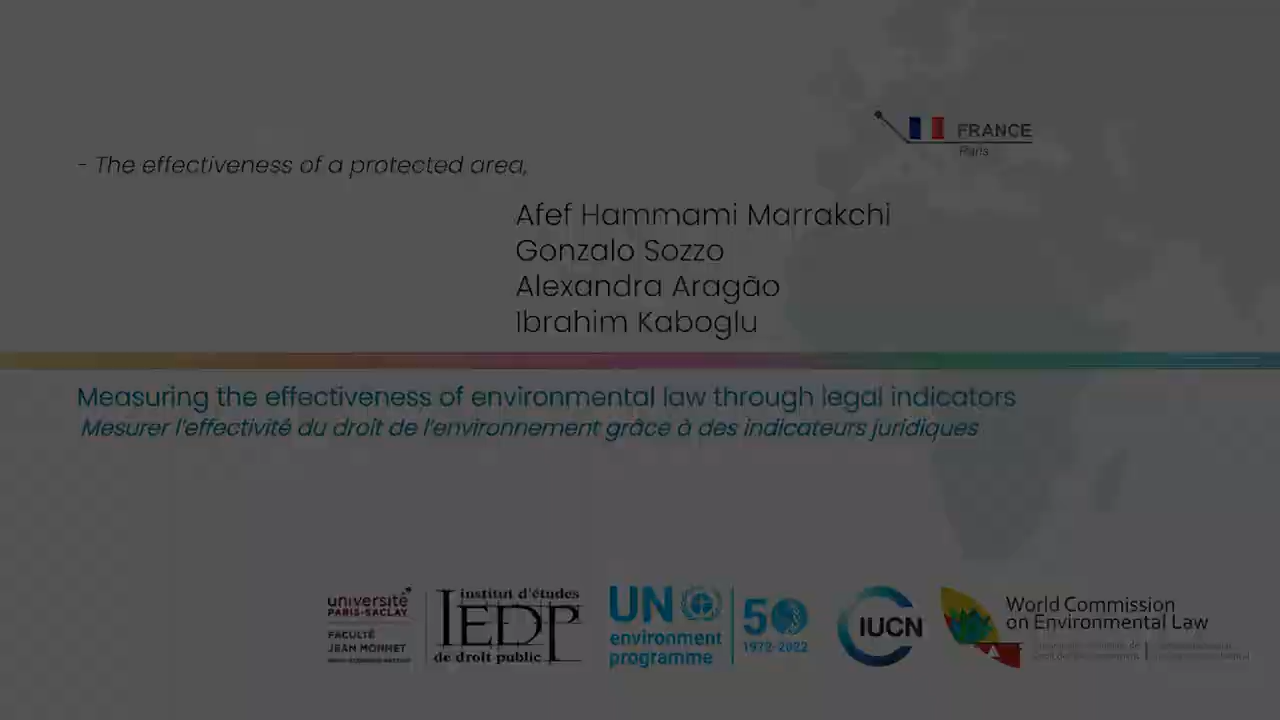 FRANCE
Paris
- The effectiveness of a protected area,
Afef Hammami Marrakchi
Gonzalo Sozzo
Alexandra Aragão
Ibrahim Kaboglu
Measuring the effectiveness of environmental law through legal indicators
Mesurer l'effectivité du droit de l'environnement grâce à des indicateurs juridiques
université
PARIS-SACLAY
FACULTÉ
JEAN MONNET
institut d'études
IEDP
de droit public
UN
environment
programme
50
1972-2022
IUCN
World Commission
on Environmental Law